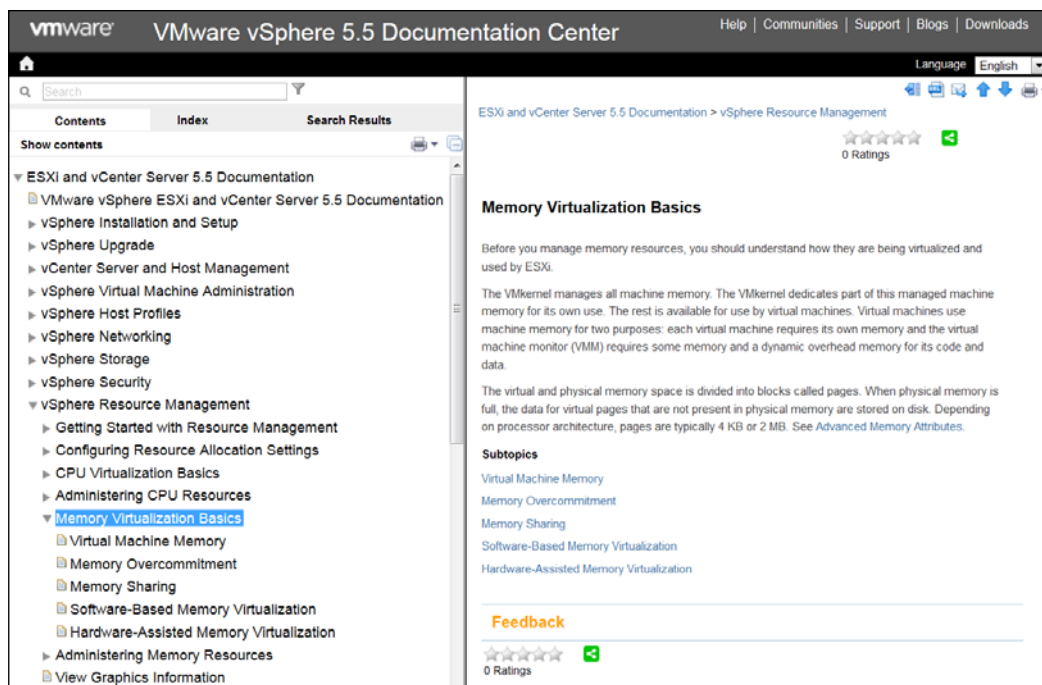 vmware VMware vSphere 5.5 Documentation Center Help | Communities | Support | Blogs | Downloads
Language English
Search
Contents Index Search Results
Show contents
ESXi and vCenter Server 5.5 Documentation
VMware vSphere ESXi and vCenter Server 5.5 Documentation
vSphere Installation and Setup
vSphere Upgrade
vCenter Server and Host Management
vSphere Virtual Machine Administration
vSphere Host Profiles
vSphere Networking
vSphere Storage
vSphere Security
vSphere Resource Management
Getting Started with Resource Management
Configuring Resource Allocation Settings
CPU Virtualization Basics
Administering CPU Resources
Memory Virtualization Basics
Virtual Machine Memory
Memory Overcommitment
Memory Sharing
Software-Based Memory Virtualization
Hardware-Assisted Memory Virtualization
Administering Memory Resources
View Graphics Information
ESXi and vCenter Server 5.5 Documentation > vSphere Resource Management
0 Ratings
Memory Virtualization Basics
Before you manage memory resources, you should understand how they are being virtualized and
used by ESXi.
The VMkernel manages all machine memory. The VMkernel dedicates part of this managed machine
memory for its own use. The rest is available for use by virtual machines. Virtual machines use
machine memory for two purposes: each virtual machine requires its own memory and the virtual
machine monitor (VMM) requires some memory and a dynamic overhead memory for its code and
data.
The virtual and physical memory space is divided into blocks called pages. When physical memory is
full, the data for virtual pages that are not present in physical memory are stored on disk. Depending
on processor architecture, pages are typically 4 KB or 2 MB. See Advanced Memory Attributes.
Subtopics
Virtual Machine Memory
Memory Overcommitment
Memory Sharing
Software-Based Memory Virtualization
Hardware-Assisted Memory Virtualization
Feedback
0 Ratings